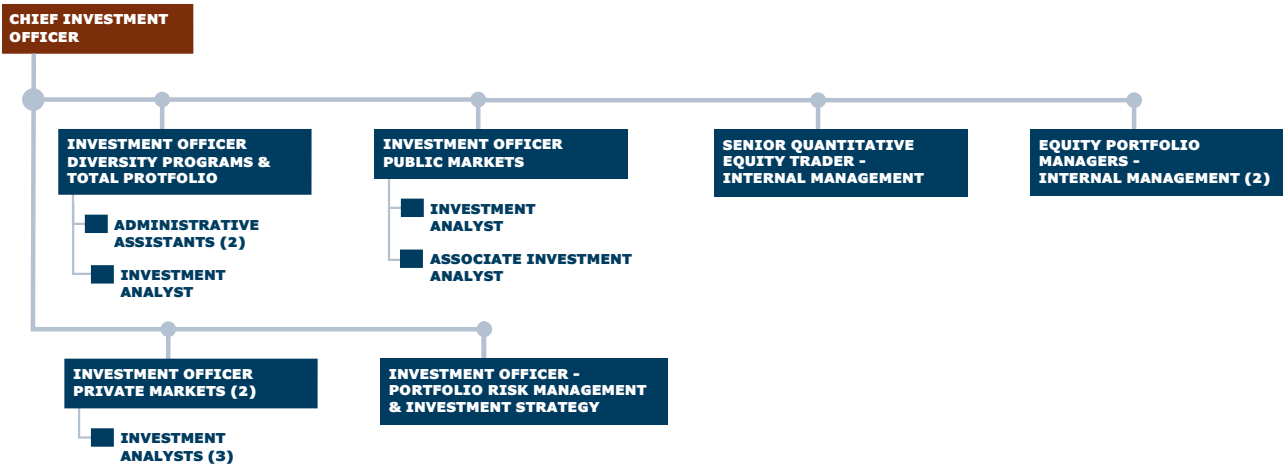 CHIEF INVESTMENT
OFFICER
INVESTMENT OFFICER
DIVERSITY PROGRAMS &
TOTAL PROTFOLIO
ADMINISTRATIVE
ASSISTANTS (2)
INVESTMENT
ANALYST
INVESTMENT OFFICER
PUBLIC MARKETS
INVESTMENT
ANALYST
ASSOCIATE INVESTMENT
ANALYST
SENIOR QUANTITATIVE
EQUITY TRADER -
INTERNAL MANAGEMENT
EQUITY PORTFOLIO
MANAGERS -
INTERNAL MANAGEMENT (2)
INVESTMENT OFFICER
PRIVATE MARKETS (2)
INVESTMENT
ANALYSTS (3)
INVESTMENT OFFICER -
PORTFOLIO RISK MANAGEMENT
& INVESTMENT STRATEGY